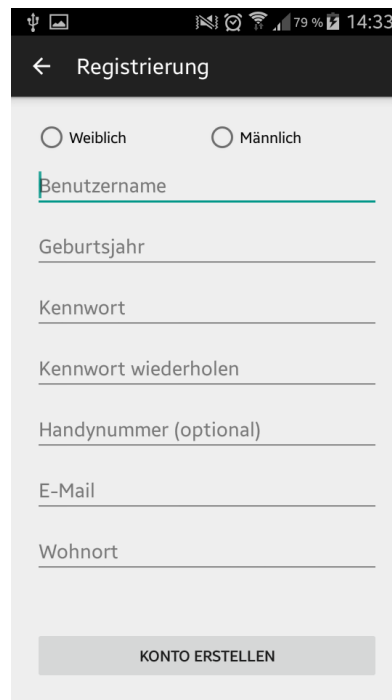 79 % 14:33
Registrierung
Weiblich Männlich
Benutzername
Geburtsjahr
Kennwort
Kennwort wiederholen
Handynummer (optional)
E-Mail
Wohnort
KONTO ERSTELLEN